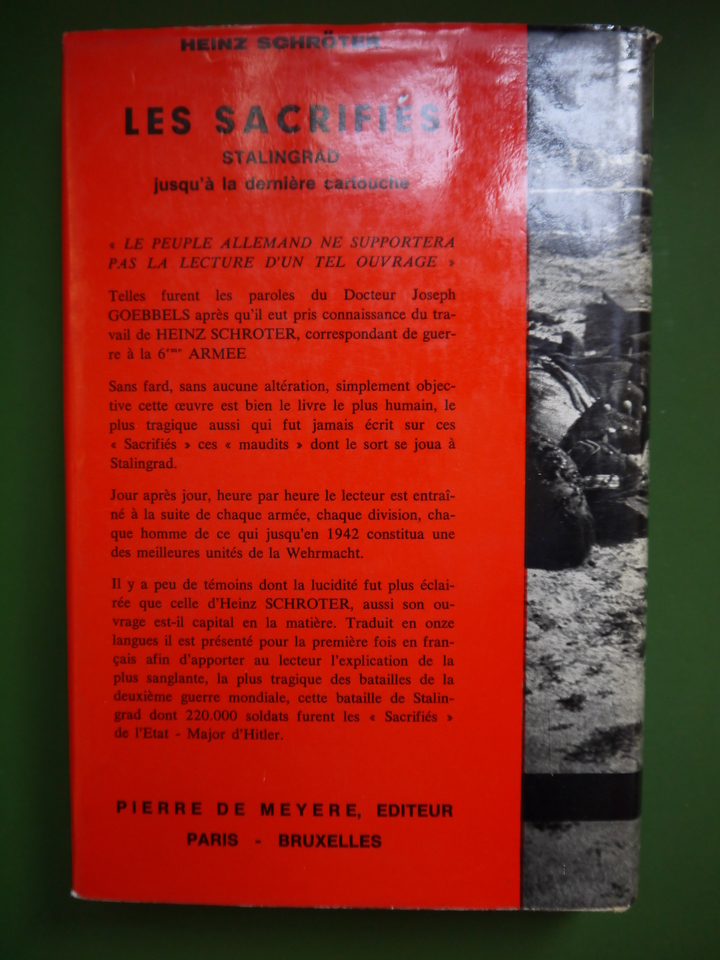 HEINZ SCHRÖTER
LES SACRIFIÉS
STALINGRAD
jusqu'à la dernière cartouche
« LE PEUPLE ALLEMAND NE SUPPORTERA
PAS LA LECTURE D'UN TEL OUVRAGE »
Telles furent les paroles du Docteur Joseph
GOEBBELS après qu'il eut pris connaissance du tra-
vail de HEINZ SCHROTER, correspondant de guer-
re à la 6eme ARMEE
Sans fard, sans aucune altération, simplement objec-
tive cette œuvre est bien le livre le plus humain, le
plus tragique aussi qui fut jamais écrit sur ces
« Sacrifiés » ces « maudits » dont le sort se joua à
Stalingrad.
Jour après jour, heure par heure le lecteur est entraî-
né à la suite de chaque armée, chaque division, cha-
que homme de ce qui jusqu'en 1942 constitua une
des meilleures unités de la Wehrmacht.
Il y a peu de témoins dont la lucidité fut plus éclai-
rée que celle d'Heinz SCHROTER, aussi son ou-
vrage est-il capital en la matière. Traduit en onze
langues il est présenté pour la première fois en fran-
çais afin d'apporter au lecteur l'explication de la
plus sanglante, la plus tragique des batailles de la
deuxième guerre mondiale, cette bataille de Stalin-
grad dont 220.000 soldats furent les « Sacrifiés »
de l'Etat - Major d'Hitler.
PIERRE DE MEYERE, EDITEUR
PARIS - BRUXELLES